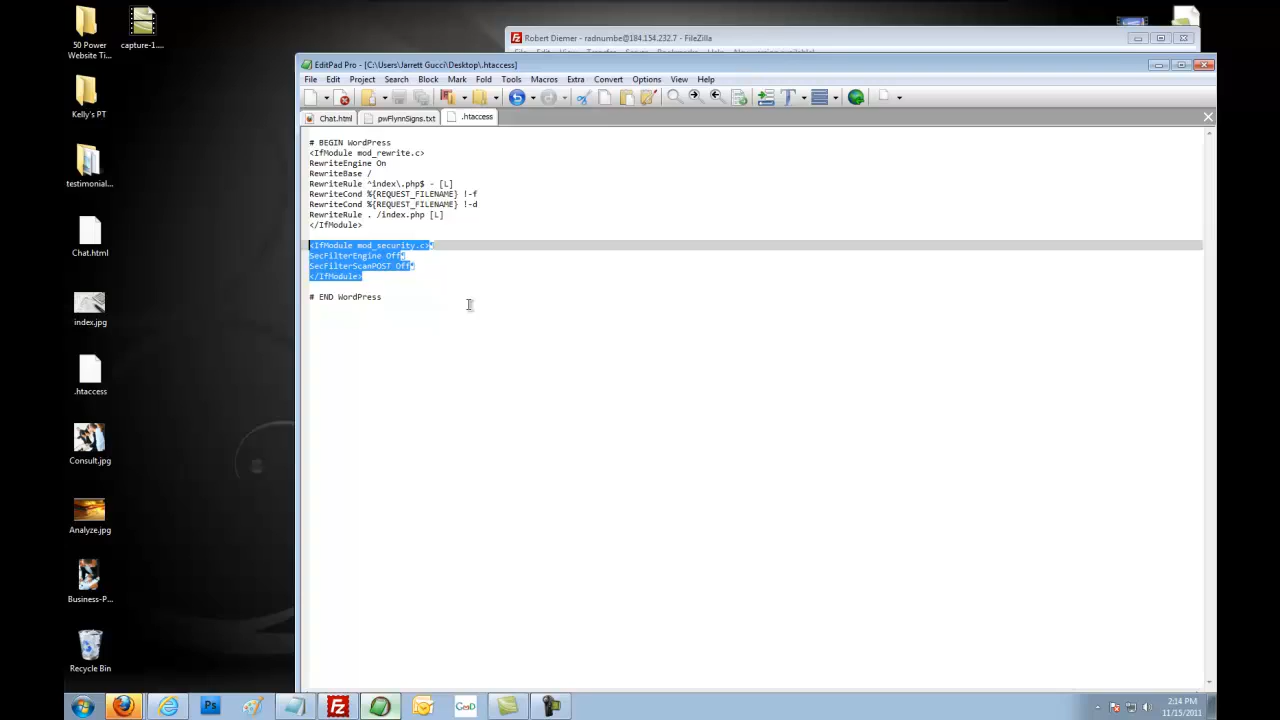 50 Power
Website Ti...
capture-1....
Kelly's PT
testimonial...
Chat.html
index.jpg
.htaccess
Consult.jpg
Analyze.jpg
Business-P...
Recycle Bin
Robert Diemer - radnumbe@184.154.232.7 - FileZilla
EditPad Pro - [C:\Users\Jarrett Gucci\Desktop\.htaccess]
File Edit Project Search Block Mark Fold Tools Macros Extra Convert Options View Help
Chat.html pwFlynnSigns.txt .htaccess
# BEGIN WordPress
<IfModule mod_rewrite.c>
RewriteEngine On
RewriteBase /
RewriteRule ^index\.php$ - [L]
RewriteCond %{REQUEST_FILENAME} !-f
RewriteCond %{REQUEST_FILENAME} !-d
RewriteRule . /index.php [L]
</IfModule>
<IfModule mod_security.c>
SecFilterEngine Off
SecFilterScanPOST Off
</IfModule>
# END WordPress
Ps
Fz
2:14 PM
11/15/2011